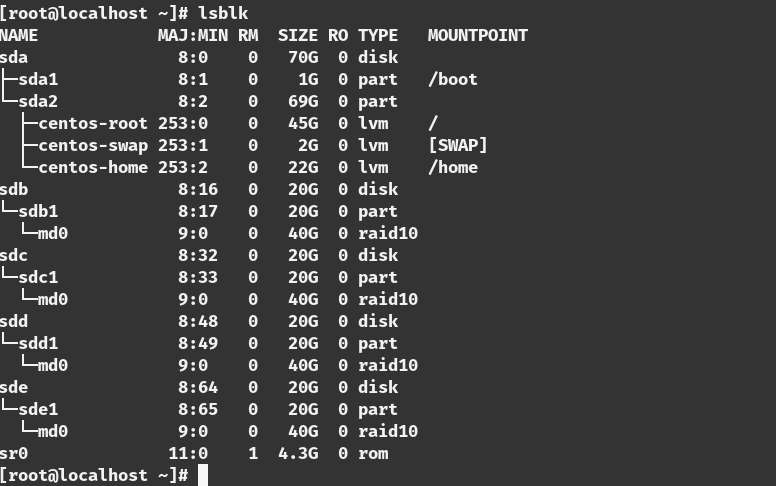 [root@localhost ~]# lsblk
NAME            MAJ:MIN RM  SIZE RO TYPE   MOUNTPOINT
sda               8:0    0   70G  0 disk
├─sda1            8:1    0    1G  0 part   /boot
└─sda2            8:2    0   69G  0 part
  ├─centos-root 253:0    0   45G  0 lvm    /
  ├─centos-swap 253:1    0    2G  0 lvm    [SWAP]
  └─centos-home 253:2    0   22G  0 lvm    /home
sdb               8:16   0   20G  0 disk
└─sdb1            8:17   0   20G  0 part
  └─md0           9:0    0   40G  0 raid10
sdc               8:32   0   20G  0 disk
└─sdc1            8:33   0   20G  0 part
  └─md0           9:0    0   40G  0 raid10
sdd               8:48   0   20G  0 disk
└─sdd1            8:49   0   20G  0 part
  └─md0           9:0    0   40G  0 raid10
sde               8:64   0   20G  0 disk
└─sde1            8:65   0   20G  0 part
  └─md0           9:0    0   40G  0 raid10
sr0              11:0    1  4.3G  0 rom
[root@localhost ~]#